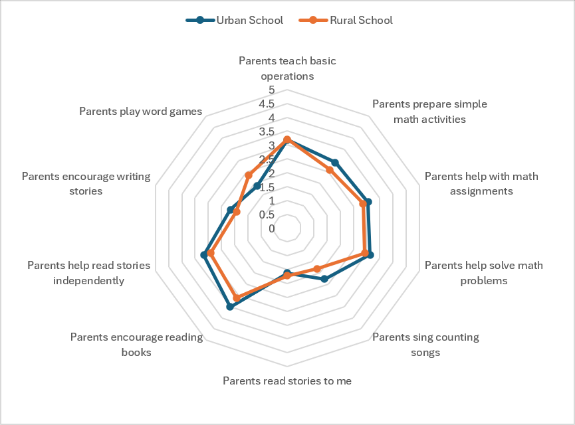 Urban School
Rural School
Parents teach basic
operations
Parents prepare simple
math activities
Parents help with math
assignments
Parents help solve math
problems
Parents sing counting
songs
Parents read stories to me
Parents encourage reading
books
Parents help read stories
independently
Parents encourage writing
stories
Parents play word games
5
4.5
4
3.5
3
2.5
2
1.5
1
0.5
0